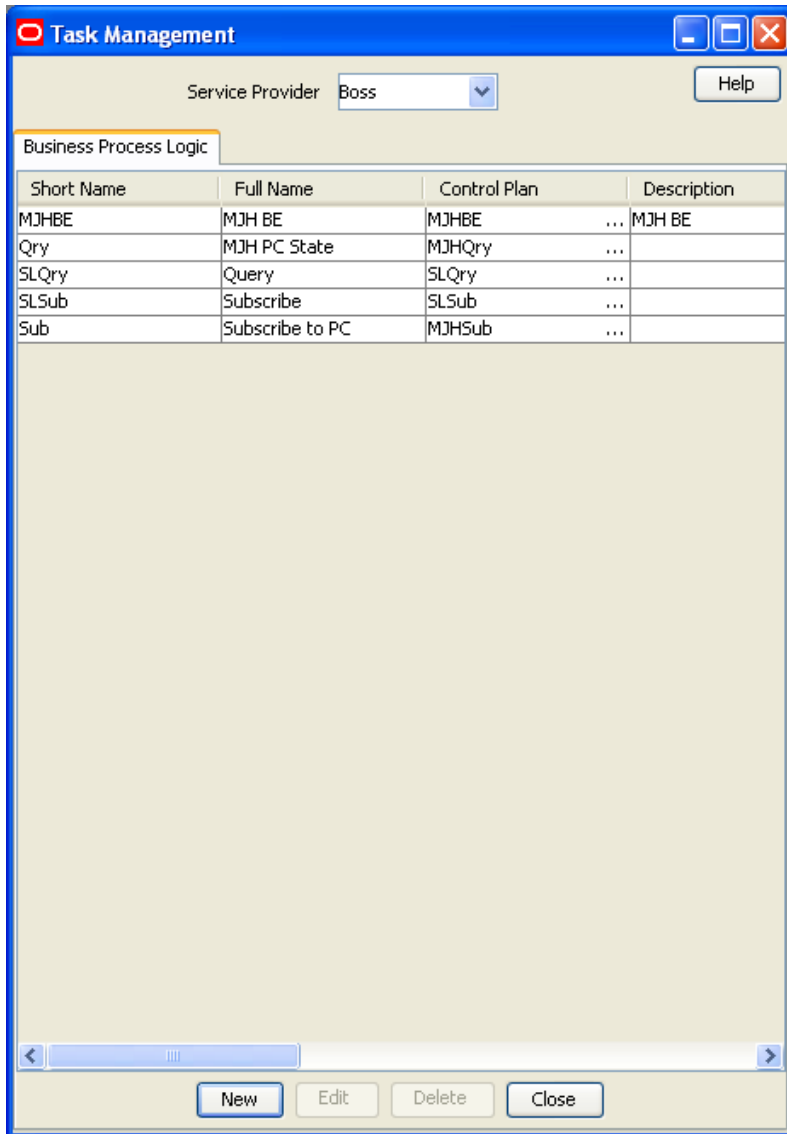 Task Management
Service Provider Boss Help
Business Process Logic
Short Name Full Name Control Plan Description
MJHBE MJH BE MJHBE ... MJH BE
Qry MJH PC State MJHQry ...
SLQry Query SLQry ...
SLSub Subscribe SLSub ...
Sub Subscribe to PC MJHSub ...
New Edit Delete Close